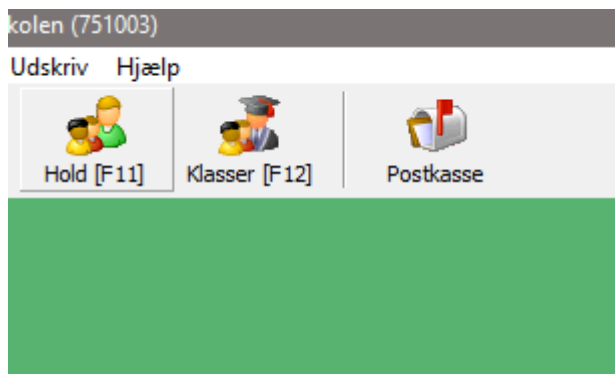 kolen (751003)
Udskriv Hjælp
Hold [F11] Klasser [F12] Postkasse